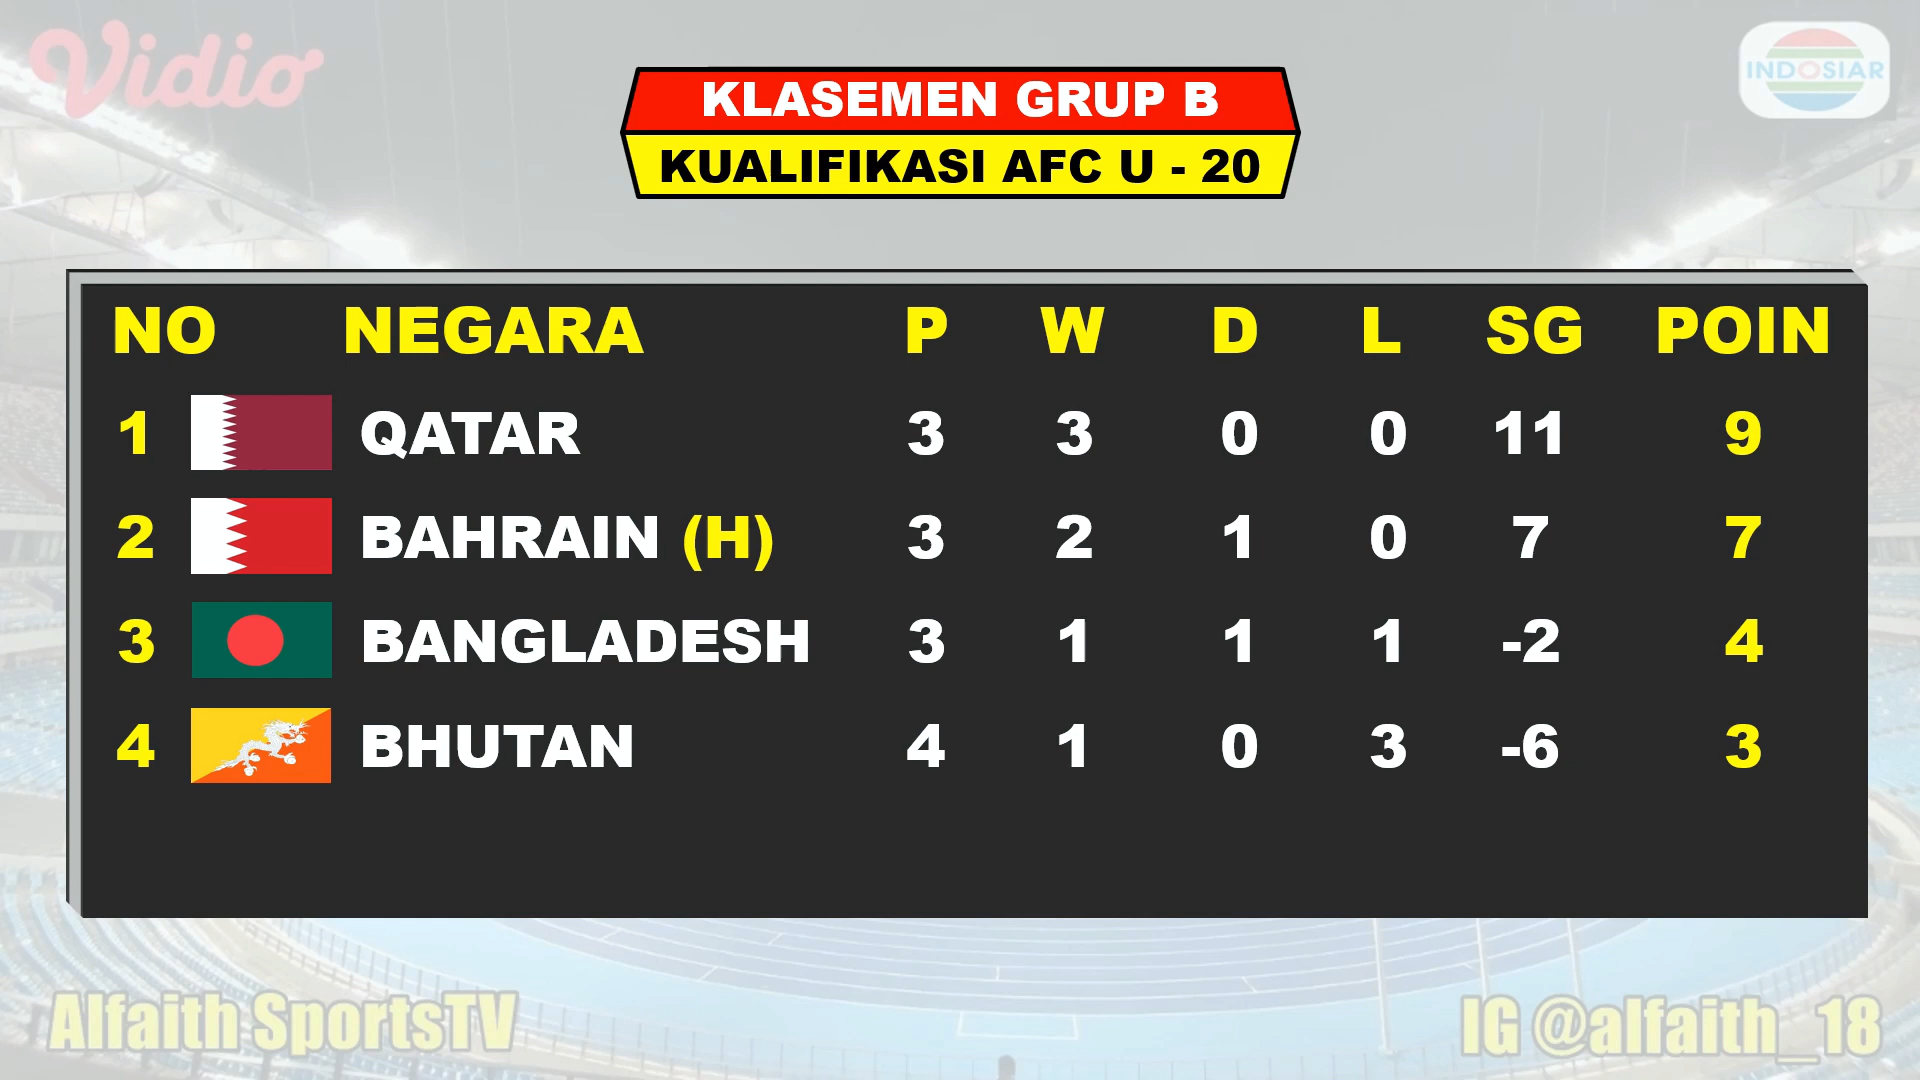 Vidio
INDOSIAR
KLASEMEN GRUP B
KUALIFIKASI AFC U - 20
NO NEGARA P W D L SG POIN
1 QATAR 3 3 0 0 11 9
2 BAHRAIN (H) 3 2 1 0 7 7
3 BANGLADESH 3 1 1 1 -2 4
4 BHUTAN 4 1 0 3 -6 3
Alfaith SportsTV
IG @alfaith_18